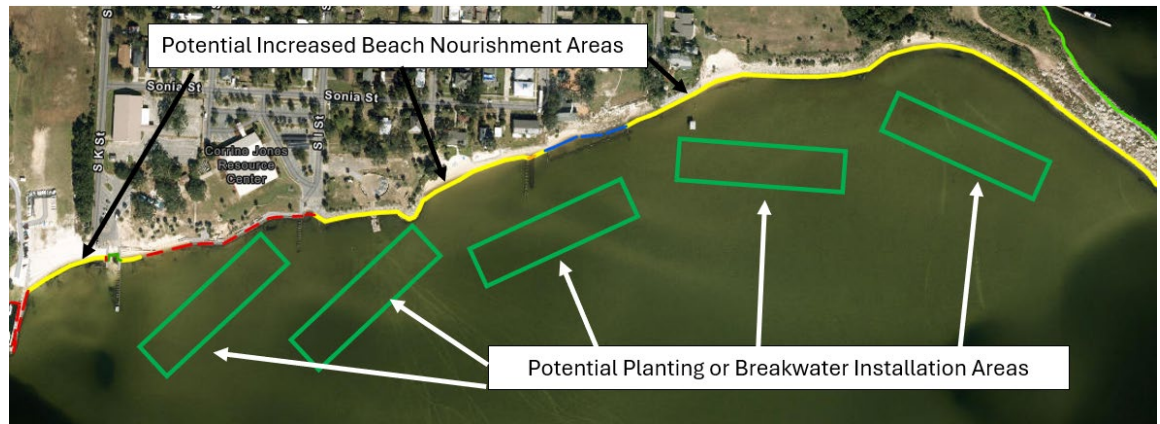 Potential Increased Beach Nourishment Areas
Sonia St
Sonia St
S K St
S I St
Corrine Jones
Resource
Center
Potential Planting or Breakwater Installation Areas